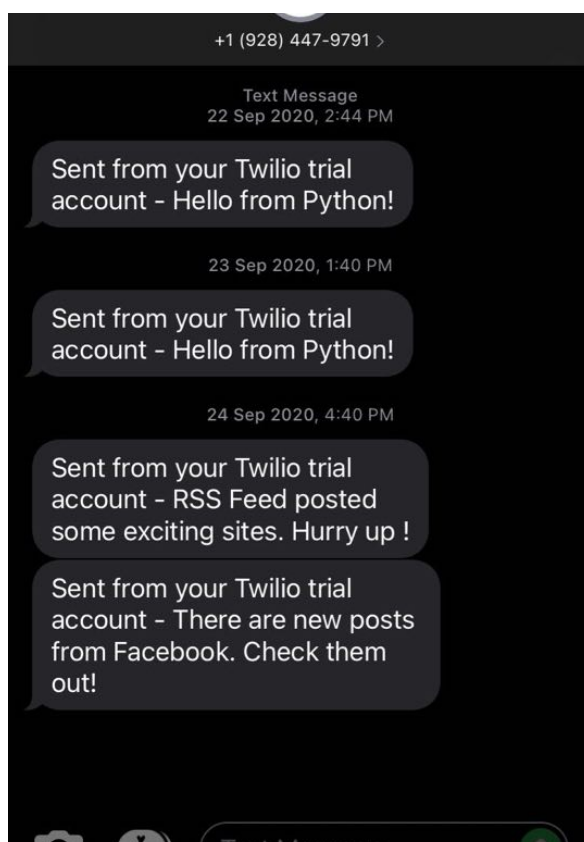 +1 (928) 447-9791 >
Text Message
22 Sep 2020, 2:44 PM
Sent from your Twilio trial
account - Hello from Python!
23 Sep 2020, 1:40 PM
Sent from your Twilio trial
account - Hello from Python!
24 Sep 2020, 4:40 PM
Sent from your Twilio trial
account - RSS Feed posted
some exciting sites. Hurry up !
Sent from your Twilio trial
account - There are new posts
from Facebook. Check them
out!